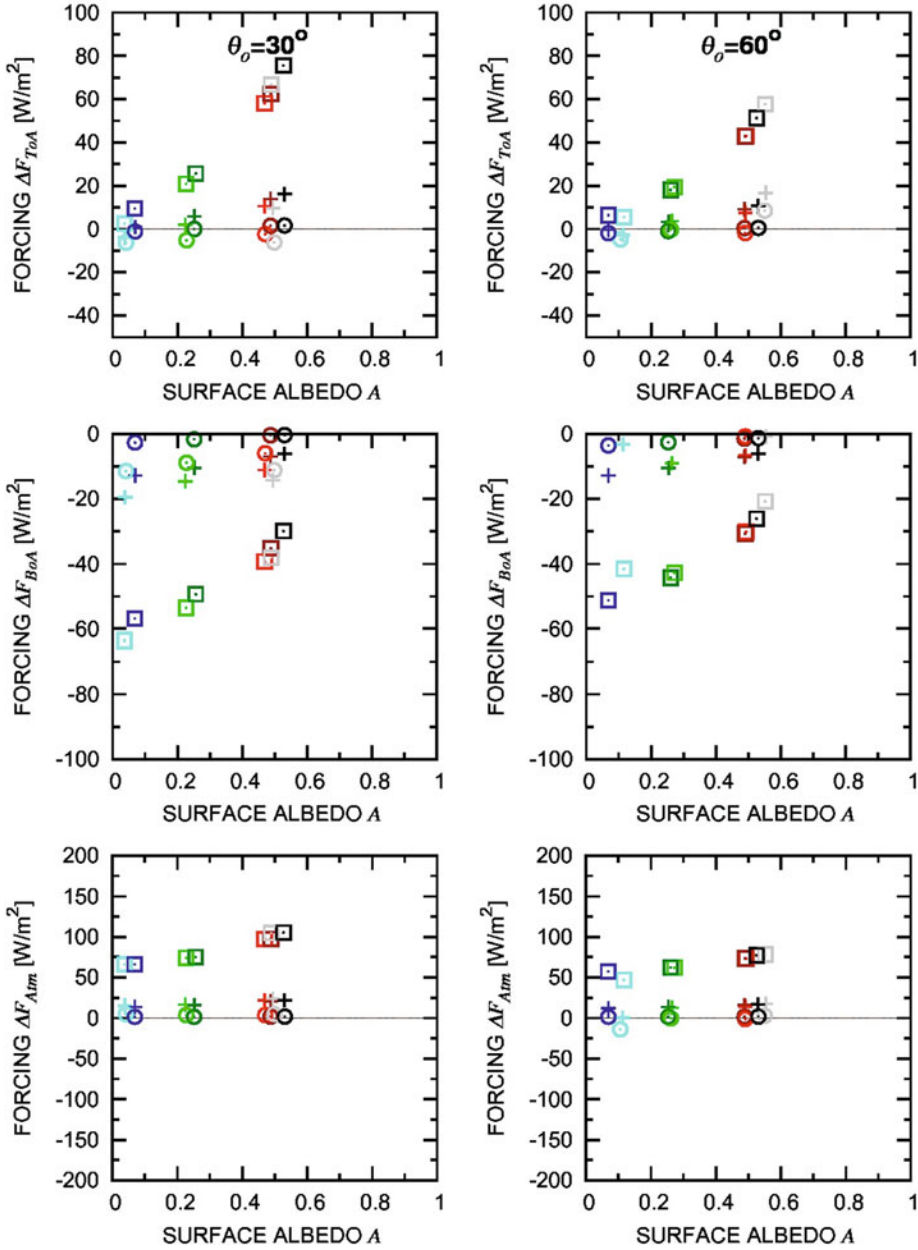 θo=30° θo=60°
FORCING ΔFToA [W/m²] FORCING ΔFToA [W/m²]
100 100
80 80
60 60
40 40
20 20
0 0
-20 -20
-40 -40
0 0.2 0.4 0.6 0.8 1 0 0.2 0.4 0.6 0.8 1
SURFACE ALBEDO A SURFACE ALBEDO A
FORCING ΔFBoA [W/m²] FORCING ΔFBoA [W/m²]
0 0
-20 -20
-40 -40
-60 -60
-80 -80
-100 -100
0 0.2 0.4 0.6 0.8 1 0 0.2 0.4 0.6 0.8 1
SURFACE ALBEDO A SURFACE ALBEDO A
FORCING ΔFAtm [W/m²] FORCING ΔFAtm [W/m²]
200 200
150 150
100 100
50 50
0 0
-50 -50
-100 -100
-150 -150
-200 -200
0 0.2 0.4 0.6 0.8 1 0 0.2 0.4 0.6 0.8 1
SURFACE ALBEDO A SURFACE ALBEDO A